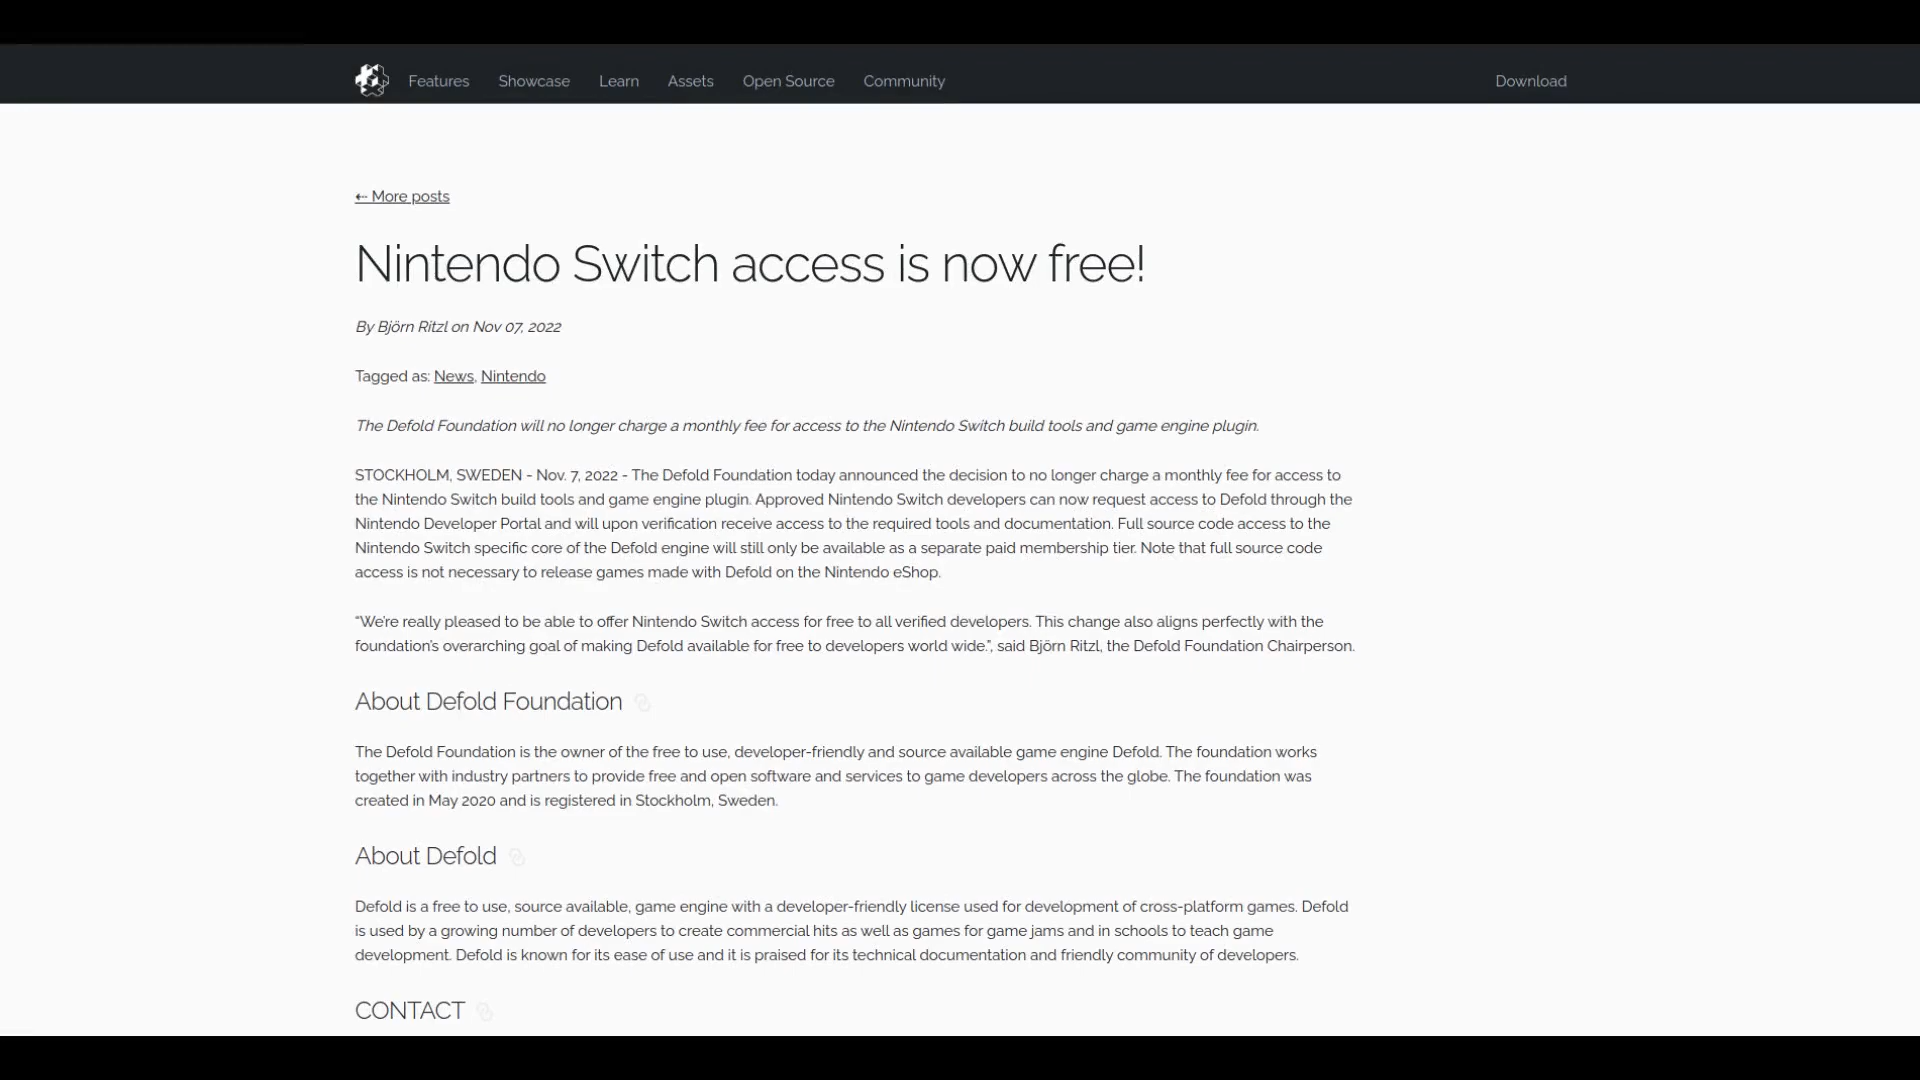 Features Showcase Learn Assets Open Source Community Download
← More posts
Nintendo Switch access is now free!
By Björn Ritzl on Nov 07, 2022
Tagged as: News, Nintendo
The Defold Foundation will no longer charge a monthly fee for access to the Nintendo Switch build tools and game engine plugin.
STOCKHOLM, SWEDEN - Nov. 7, 2022 - The Defold Foundation today announced the decision to no longer charge a monthly fee for access to
the Nintendo Switch build tools and game engine plugin. Approved Nintendo Switch developers can now request access to Defold through the
Nintendo Developer Portal and will upon verification receive access to the required tools and documentation. Full source code access to the
Nintendo Switch specific core of the Defold engine will still only be available as a separate paid membership tier. Note that full source code
access is not necessary to release games made with Defold on the Nintendo eShop.
“We’re really pleased to be able to offer Nintendo Switch access for free to all verified developers. This change also aligns perfectly with the
foundation’s overarching goal of making Defold available for free to developers world wide.”, said Björn Ritzl, the Defold Foundation Chairperson.
About Defold Foundation
The Defold Foundation is the owner of the free to use, developer-friendly and source available game engine Defold. The foundation works
together with industry partners to provide free and open software and services to game developers across the globe. The foundation was
created in May 2020 and is registered in Stockholm, Sweden.
About Defold
Defold is a free to use, source available, game engine with a developer-friendly license used for development of cross-platform games. Defold
is used by a growing number of developers to create commercial hits as well as games for game jams and in schools to teach game
development. Defold is known for its ease of use and it is praised for its technical documentation and friendly community of developers.
CONTACT